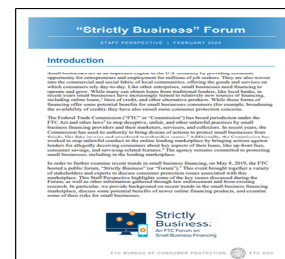 “Strictly Business” Forum
STAFF PERSPECTIVE | FEBRUARY 2020
Introduction
Small businesses act as an important engine in the U.S. economy by providing economic
opportunity for entrepreneurs and employment for millions of job seekers. They are also woven
into the commercial and social fabric of local communities, offering the goods and services on
which consumers rely day-to-day. Like other enterprises, small businesses need financing to
operate and grow. While many can obtain loans from traditional lenders, like local banks, in
recent years small businesses have increasingly turned to relatively new sources of financing,
including online loans, lines of credit, and other alternative products. While these forms of
financing offer some potential benefits for small businesses consumers (for example, broadening
the availability of credit), they have also raised some consumer protection concerns.
The Federal Trade Commission (“FTC” or “Commission”) has broad jurisdiction under the
FTC Act and other laws to stop deceptive, unfair, and other unlawful practices by small
business financing providers and their marketers, servicers, and collectors. In recent years, the
Commission has used its authority to bring dozens of actions to protect small businesses from
worked to stop unlawful conduct in the online lending marketplace by bringing actions against
lenders for allegedly deceiving consumers about key aspects of their loans, like up-front fees,
consumer savings, and servicing-related features. The agency remains committed to protecting
small businesses, including in the lending marketplace.
In order to further examine recent trends in small business financing, on May 8, 2019, the FTC
hosted a public forum, “Strictly Business” (or “Forum”). This event brought together a variety of
stakeholders and experts to discuss consumer protection issues associated with this
marketplace. This Staff Perspective highlights some of the key issues discussed during the
Forum, as well as other information gathered through law enforcement and from existing
research. In particular, we provide background on recent trends in the small business financing
marketplace, discuss some potential benefits of newer online financing products, and examine
some of their risks for small businesses.
Strictly
Business:
An FTC Forum on
Small Business Financing
FTC BUREAU OF CONSUMER PROTECTION FTC.GOV